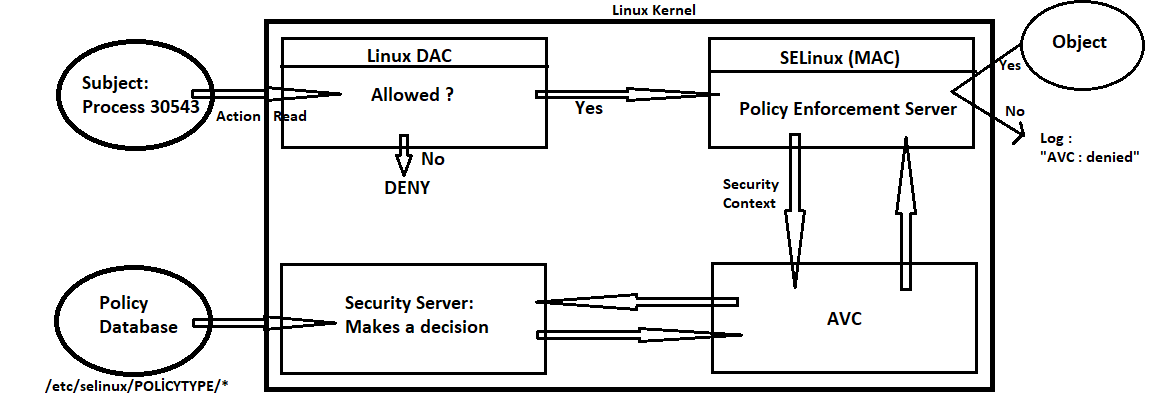 Linux Kernel
Linux DAC
SELinux (MAC)
Object
Subject:
Process 30543
Action
Read
Allowed ?
Yes
Policy Enforcement Server
Yes
No
Log :
"AVC : denied"
No
DENY
Security
Context
Policy
Database
Security Server:
Makes a decision
AVC
/etc/selinux/POLİCYTYPE/*